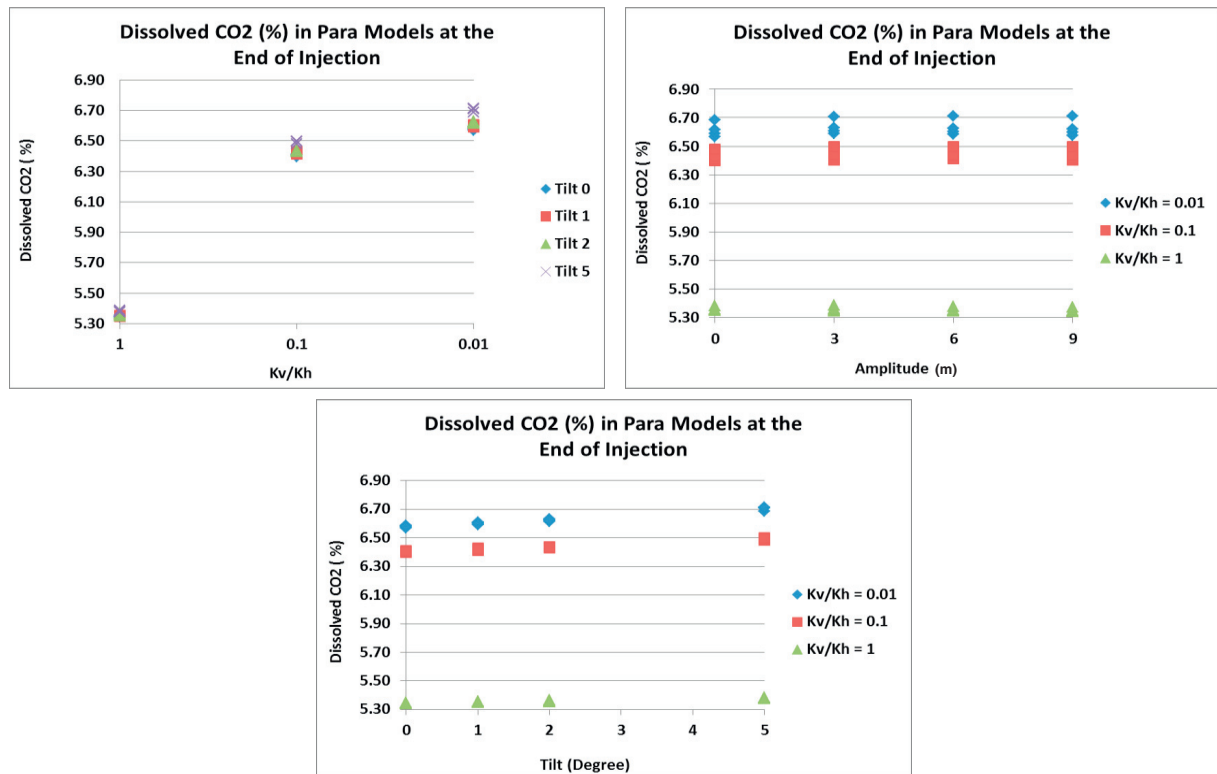 Dissolved CO2 (%) in Para Models at the
End of Injection
6.90
6.70
6.50
6.30
6.10
5.90
5.70
5.50
5.30
Dissolved CO2 ( %)
1 0.1 0.01
Kv/Kh
Tilt 0
Tilt 1
Tilt 2
Tilt 5
Dissolved CO2 (%) in Para Models at the
End of Injection
6.90
6.70
6.50
6.30
6.10
5.90
5.70
5.50
5.30
Dissolved CO2 ( %)
0 3 6 9
Amplitude (m)
Kv/Kh = 0.01
Kv/Kh = 0.1
Kv/Kh = 1
Dissolved CO2 (%) in Para Models at the
End of Injection
6.90
6.70
6.50
6.30
6.10
5.90
5.70
5.50
5.30
Dissolved CO2 ( %)
0 1 2 3 4 5
Tilt (Degree)
Kv/Kh = 0.01
Kv/Kh = 0.1
Kv/Kh = 1